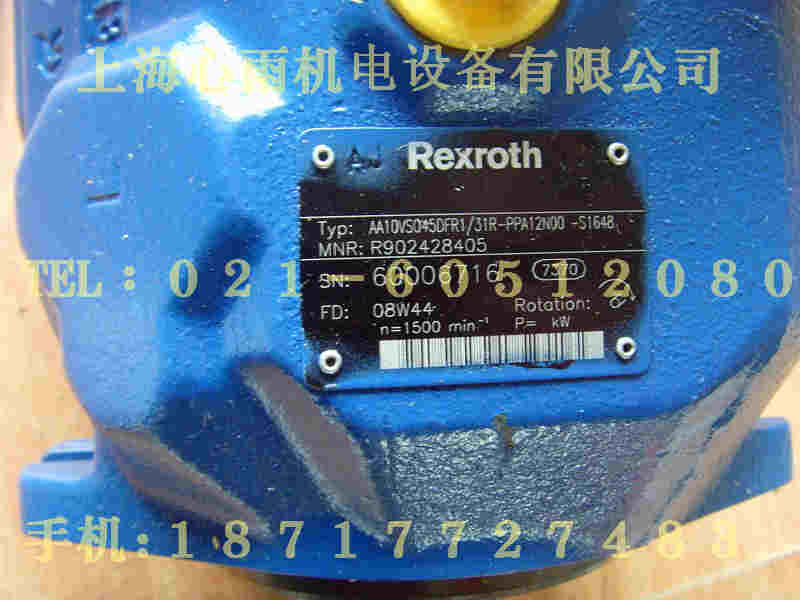 上海心雨机电设备有限公司
AJ Rexroth
Typ: AA10VSO45DFR1/31R-PPA12N00 -S1648
MNR: R902428405
TEL: 021-60512080
SN: 7370
FD: 08W44 Rotation:
n=1500 min⁻¹ P= kW
手机:18717727488